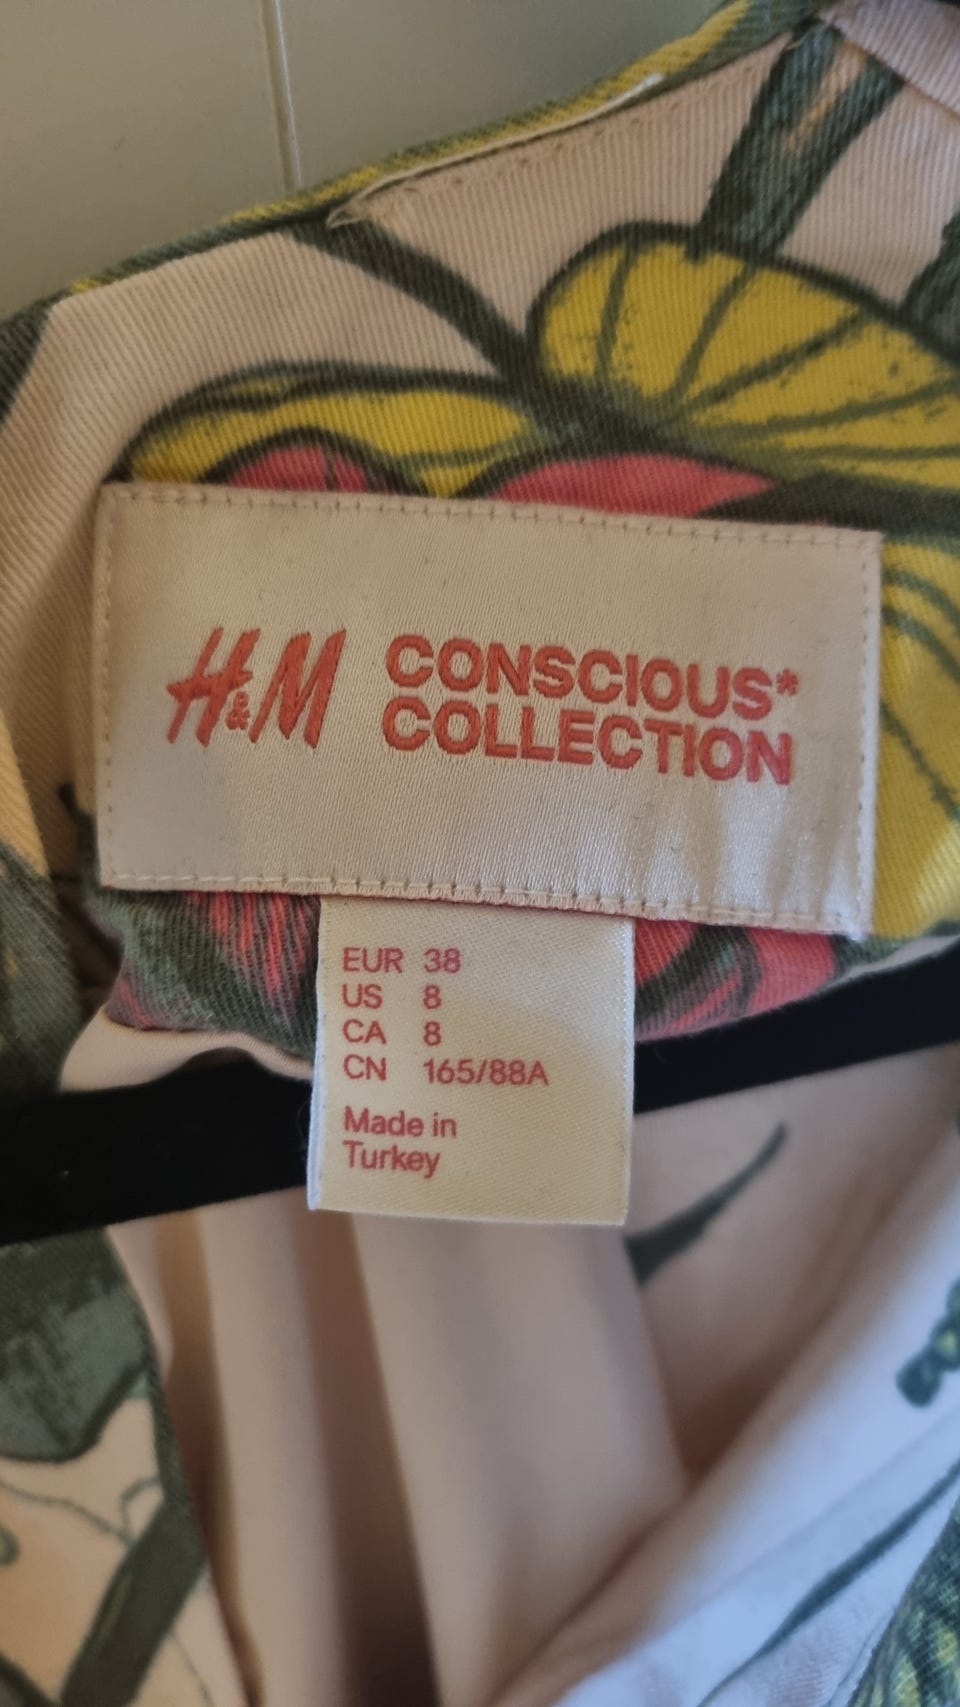 H&M CONSCIOUS*
COLLECTION
EUR 38
US 8
CA 8
CN 165/88A
Made in
Turkey